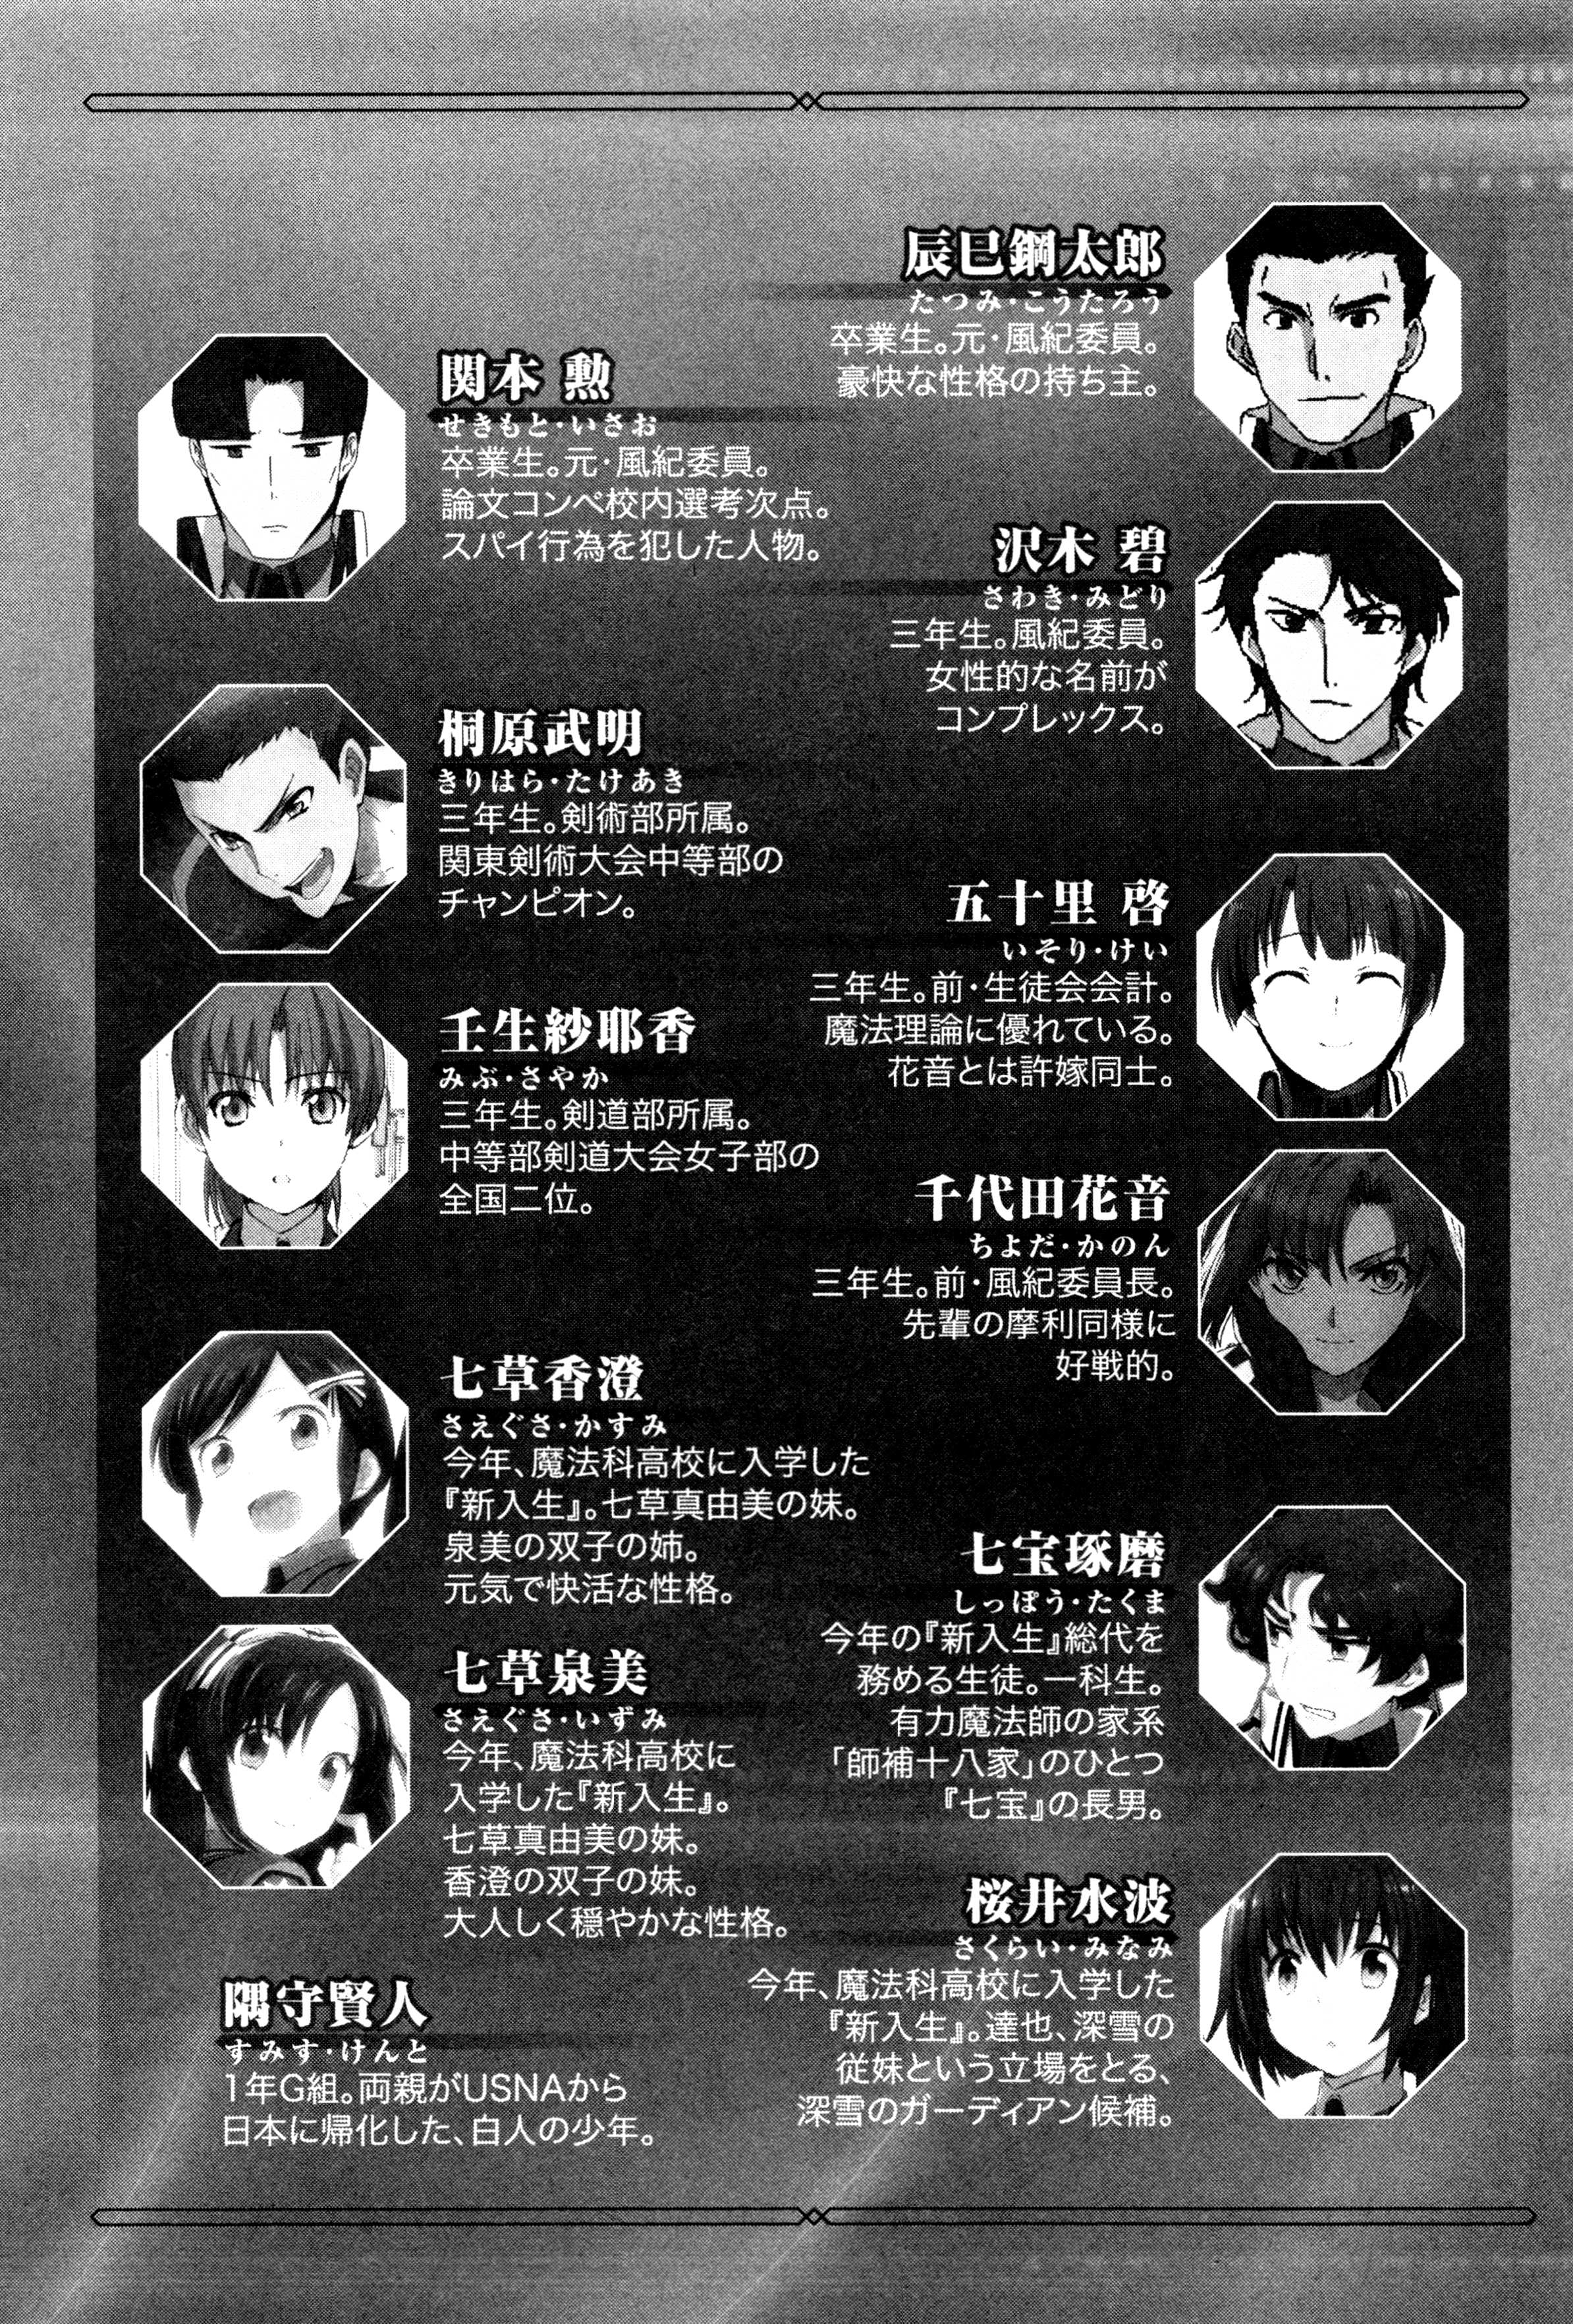 辰巳鋼太郎
たつみ・こうたろう
卒業生。元・風紀委員。
豪快な性格の持ち主。
沢木 碧
さわき・みどり
三年生。風紀委員。
女性的な名前が
コンプレックス。
五十里 啓
いそり・けい
三年生。前・生徒会会計。
魔法理論に優れている。
花音とは許嫁同士。
千代田花音
ちよだ・かのん
三年生。前・風紀委員長。
先輩の摩利同様に
好戦的。
七宝琢磨
しっぽう・たくま
今年の『新入生』総代を
務める生徒。一科生。
有力魔法師の家系
「師補十八家」のひとつ
『七宝』の長男。
桜井水波
さくらい・みなみ
今年、魔法科高校に入学した
『新入生』。達也、深雪の
従妹という立場をとる、
深雪のガーディアン候補。
関本 勲
せきもと・いさお
卒業生。元・風紀委員。
論文コンペ校内選考次点。
スパイ行為を犯した人物。
桐原武明
きりはら・たけあき
三年生。剣術部所属。
関東剣術大会中等部の
チャンピオン。
壬生紗耶香
みぶ・さやか
三年生。剣道部所属。
中等部剣道大会女子部の
全国二位。
七草香澄
さえぐさ・かすみ
今年、魔法科高校に入学した
『新入生』。七草真由美の妹。
泉美の双子の姉。
元気で快活な性格。
七草泉美
さえぐさ・いずみ
今年、魔法科高校に
入学した『新入生』。
七草真由美の妹。
香澄の双子の妹。
大人しく穏やかな性格。
隅守賢人
すみす・けんと
1年G組。両親がUSNAから
日本に帰化した、白人の少年。